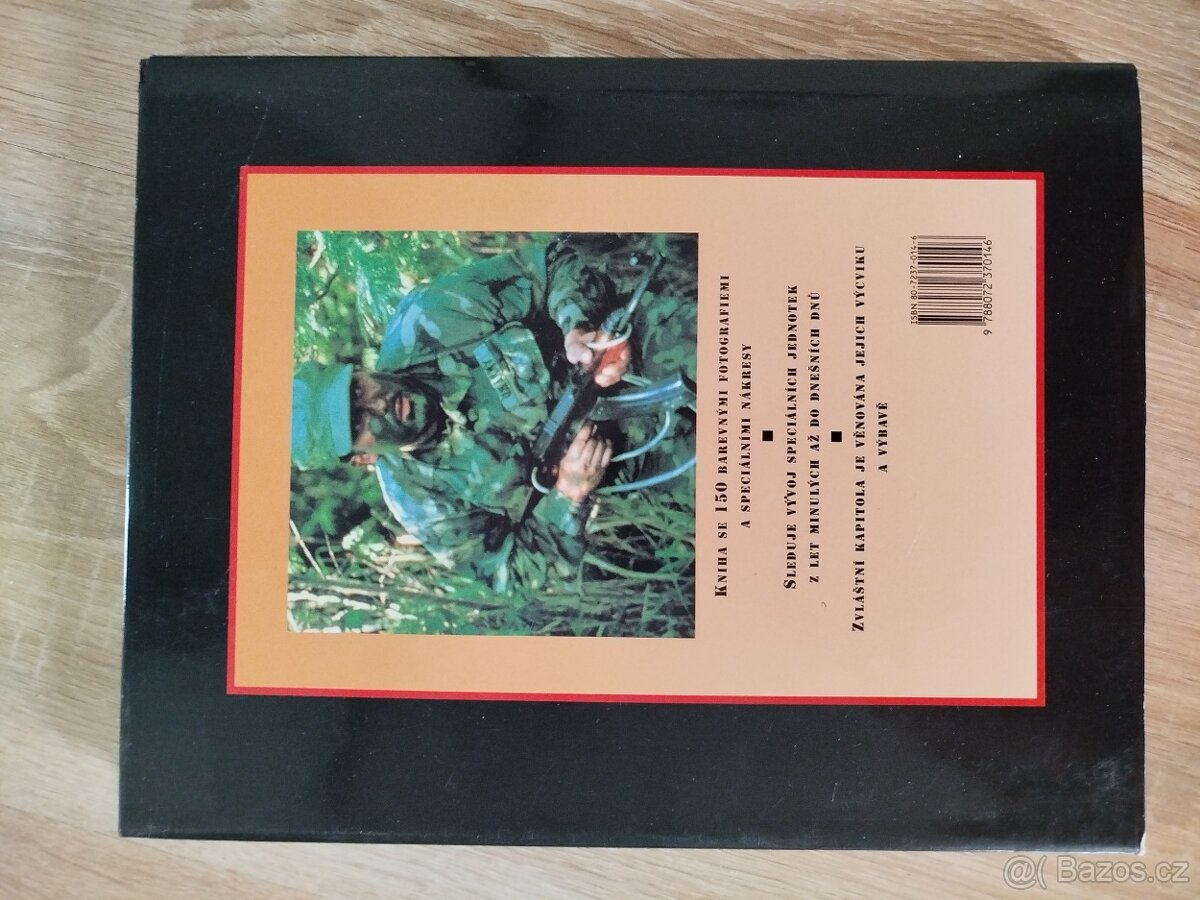 Kniha se 150 barevnými fotografiemi
a speciálními nákresy
Sleduje vývoj speciálních jednotek
z let minulých až do dnešních dnů
Zvláštní kapitola je věnována jejich výcviku
a výbavě
ISBN 80-7237-014-6
9 788072 370146
@( Bazos.cz